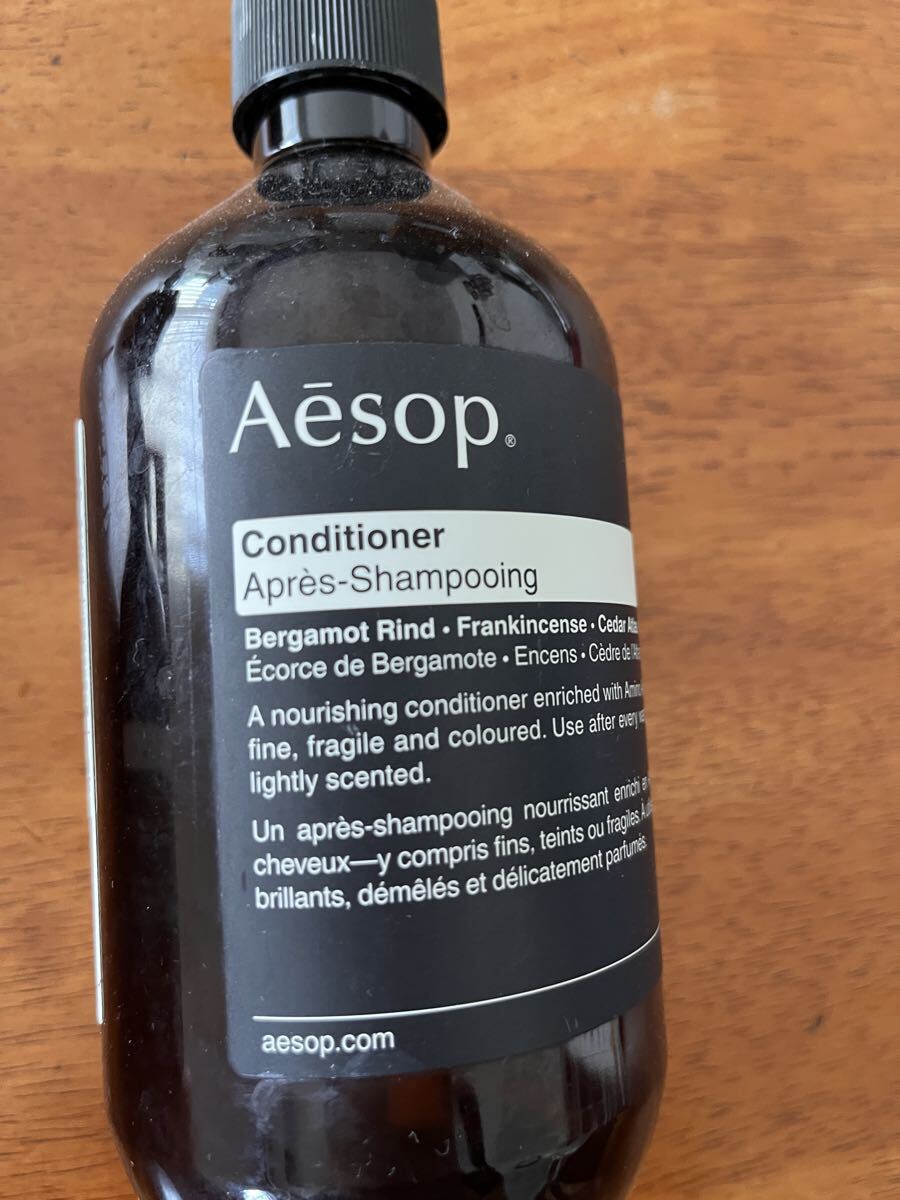 Aēsop®
Conditioner
Après-Shampooing
Bergamot Rind • Frankincense • Cedar
Écorce de Bergamote • Encens • Cèdre de
A nourishing conditioner enriched with
fine, fragile and coloured. Use after every
lightly scented.
Un après-shampooing nourrissant enrichi en
cheveux—y compris fins, teints ou fragiles.
brillants, démêlés et délicatement parfumés.
aesop.com